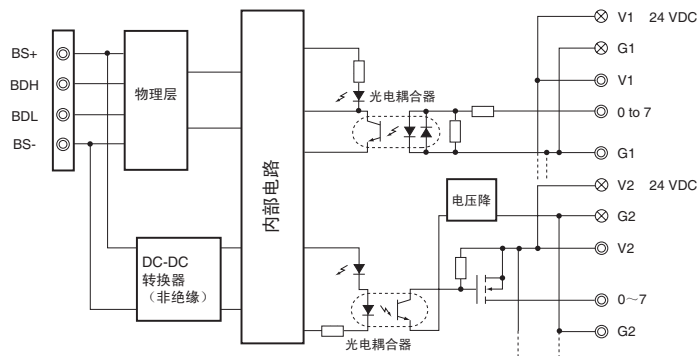 V1 24 VDC
BS+
G1
BDH
物理层
光电耦合器
V1
BDL
0 to 7
BS-
G1
内部电路
V2 24 VDC
电压降
G2
DC-DC
转换器
（非绝缘）
V2
0～7
光电耦合器
G2